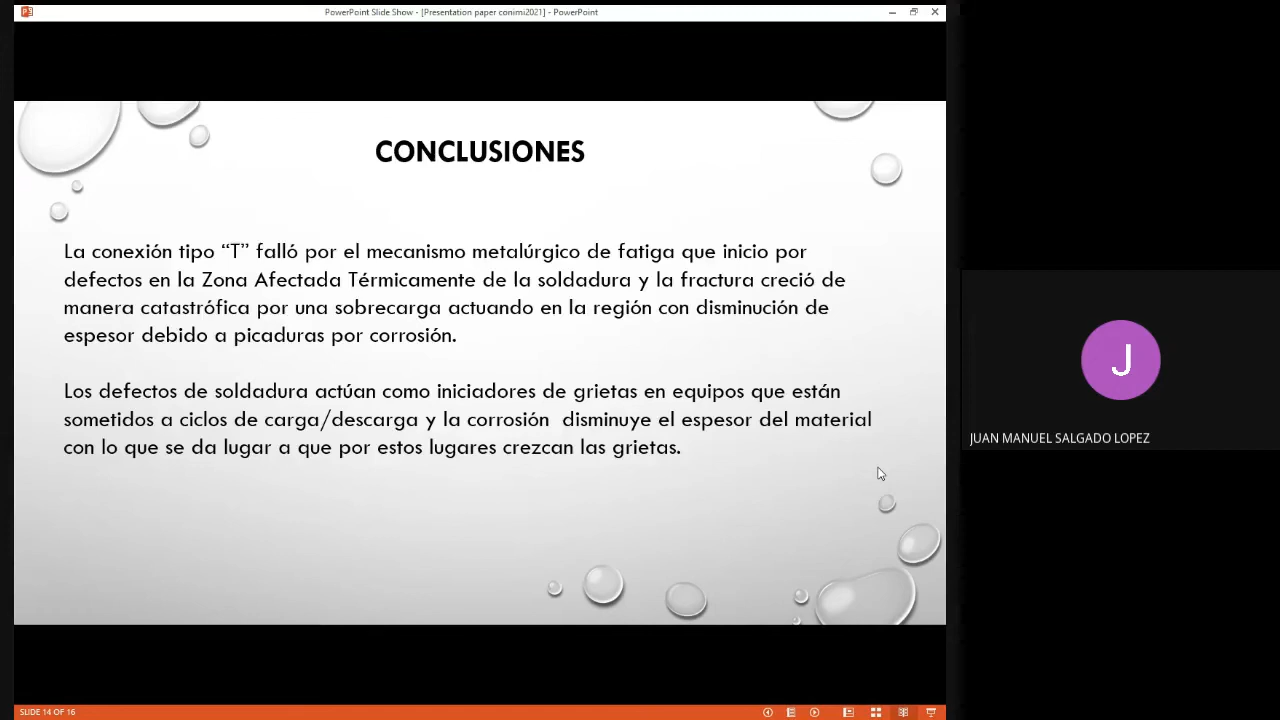 PowerPoint Slide Show - [Presentation paper conimi2021] - PowerPoint
CONCLUSIONES
La conexión tipo “T” falló por el mecanismo metalúrgico de fatiga que inicio por
defectos en la Zona Afectada Térmicamente de la soldadura y la fractura creció de
manera catastrófica por una sobrecarga actuando en la región con disminución de
espesor debido a picaduras por corrosión.
Los defectos de soldadura actúan como iniciadores de grietas en equipos que están
sometidos a ciclos de carga/descarga y la corrosión disminuye el espesor del material
con lo que se da lugar a que por estos lugares crezcan las grietas.
J
JUAN MANUEL SALGADO LOPEZ
SLIDE 14 OF 16